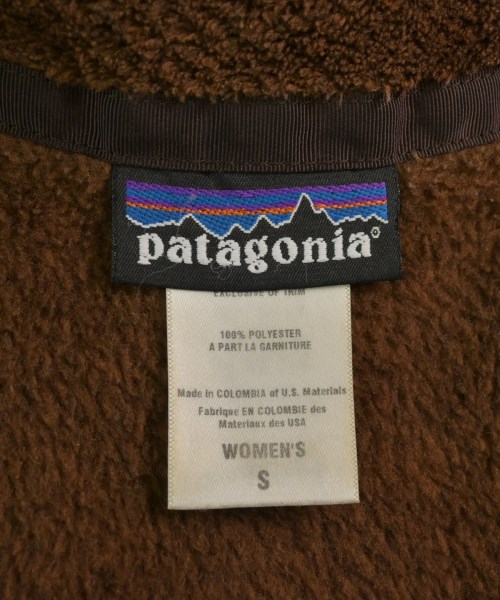 patagonia®
EXCLUSIVE OF TRIM
100% POLYESTER
A PART LA GARNITURE
Made in COLOMBIA of U.S. Materials
Fabrique EN COLOMBIE des
Materiaux des USA
WOMEN'S
S